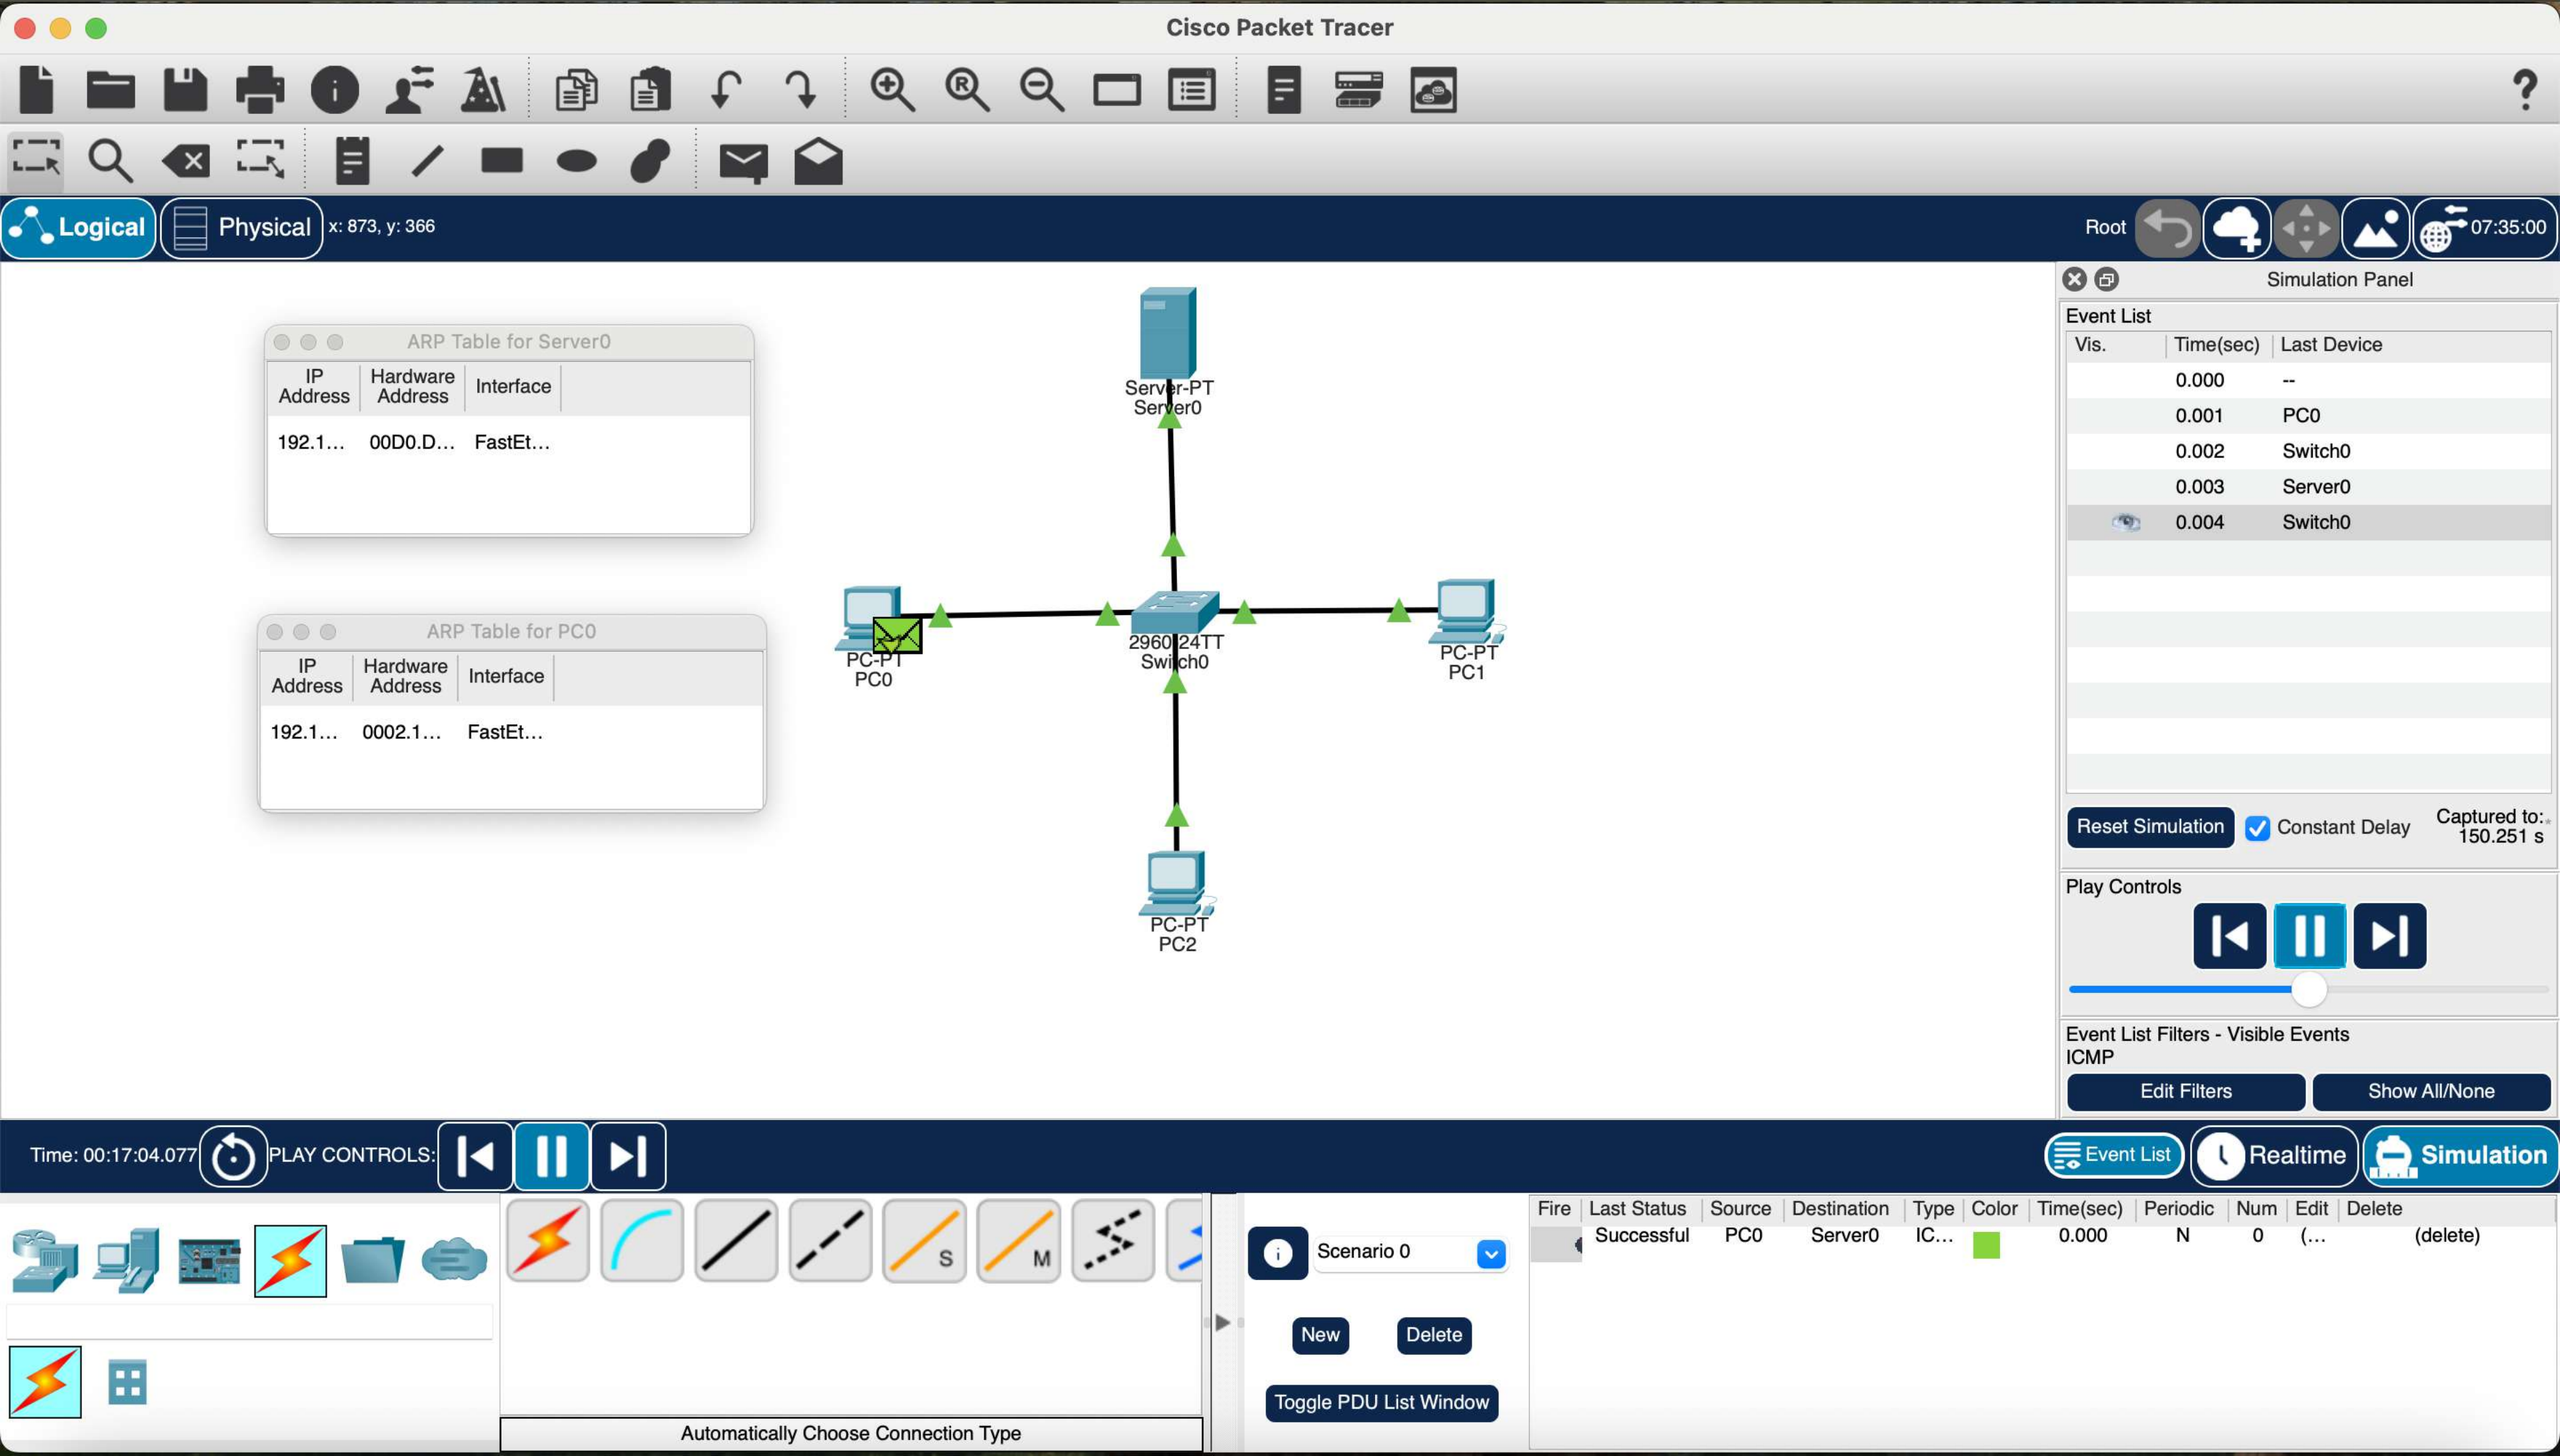 Cisco Packet Tracer
Logical
Physical
x: 873, y: 366
Root
07:35:00
ARP Table for Server0
IP Address Hardware Address Interface
192.1... 00D0.D... FastEt...
ARP Table for PC0
IP Address Hardware Address Interface
192.1... 0002.1... FastEt...
Server-PT
Server0
PC-PT
PC0
2960-24TT
Switch0
PC-PT
PC1
PC-PT
PC2
Simulation Panel
Event List
Vis. Time(sec) Last Device
0.000 --
0.001 PC0
0.002 Switch0
0.003 Server0
0.004 Switch0
Reset Simulation
Constant Delay
Captured to:*
150.251 s
Play Controls
Event List Filters - Visible Events
ICMP
Edit Filters
Show All/None
Time: 00:17:04.077
PLAY CONTROLS:
Event List
Realtime
Simulation
S
M
Automatically Choose Connection Type
Scenario 0
New
Delete
Toggle PDU List Window
Fire Last Status Source Destination Type Color Time(sec) Periodic Num Edit Delete
Successful PC0 Server0 IC... 0.000 N 0 (... (delete)